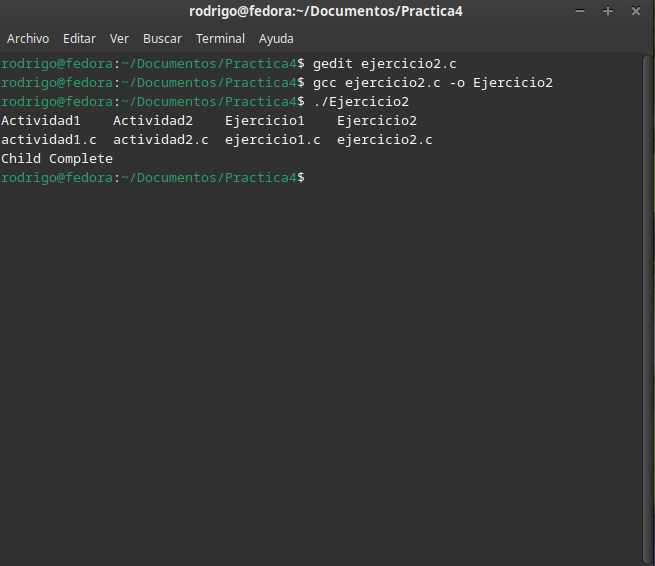 rodrigo@fedora:~/Documentos/Practica4
Archivo Editar Ver Buscar Terminal Ayuda
rodrigo@fedora:~/Documentos/Practica4$ gedit ejercicio2.c
rodrigo@fedora:~/Documentos/Practica4$ gcc ejercicio2.c -o Ejercicio2
rodrigo@fedora:~/Documentos/Practica4$ ./Ejercicio2
Actividad1    Actividad2    Ejercicio1    Ejercicio2
actividad1.c  actividad2.c  ejercicio1.c  ejercicio2.c
Child Complete
rodrigo@fedora:~/Documentos/Practica4$